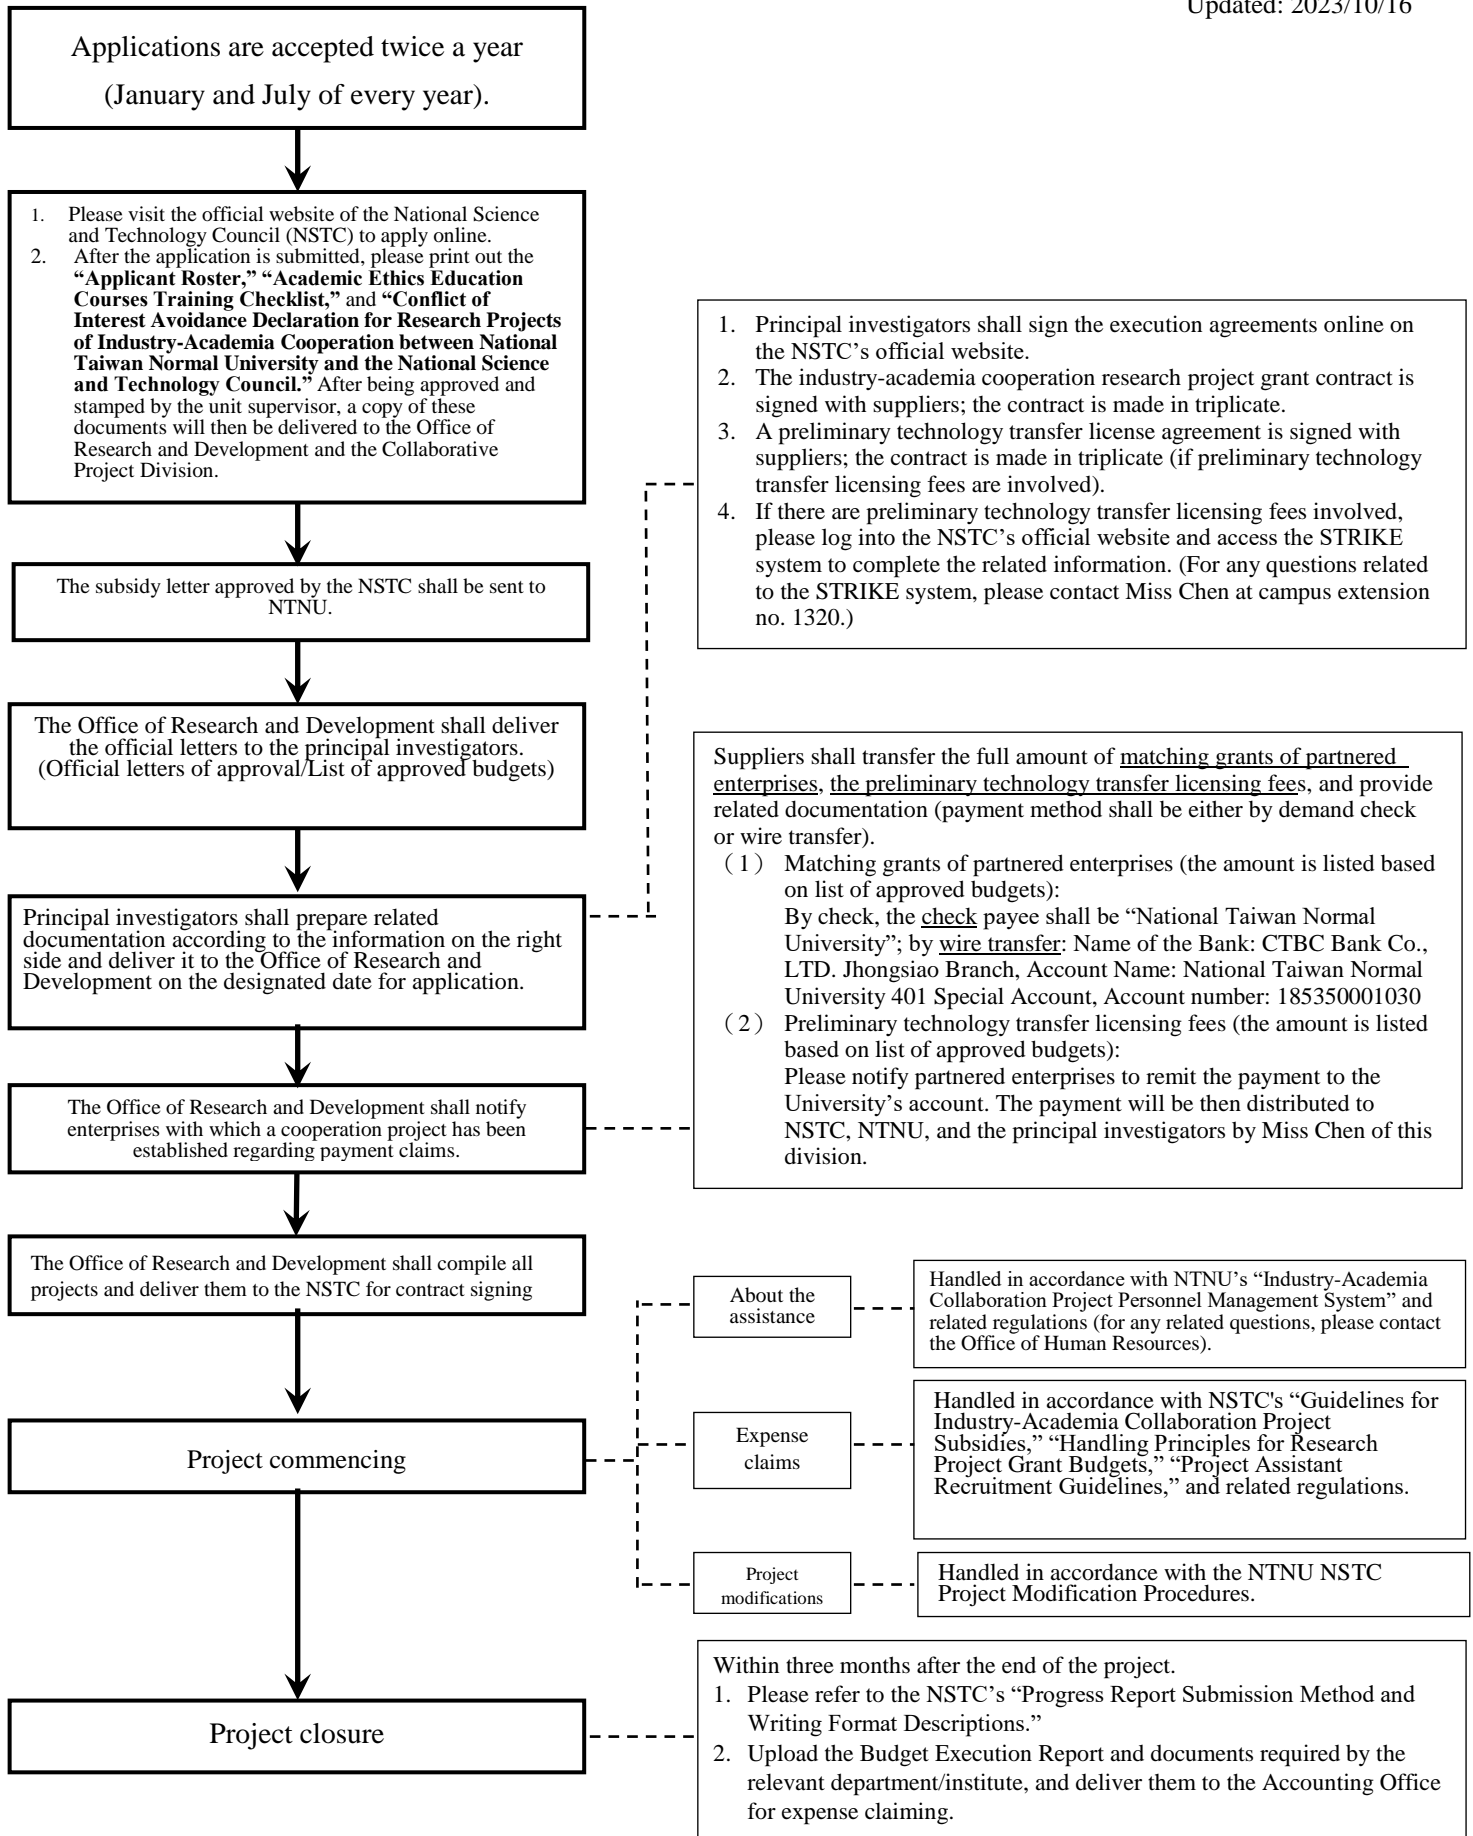 Updated: 2023/10/16
Applications are accepted twice a year
(January and July of every year).
1. Please visit the official website of the National Science
and Technology Council (NSTC) to apply online.
2. After the application is submitted, please print out the
“Applicant Roster,” “Academic Ethics Education
Courses Training Checklist,” and “Conflict of
Interest Avoidance Declaration for Research Projects
of Industry-Academia Cooperation between National
Taiwan Normal University and the National Science
and Technology Council.” After being approved and
stamped by the unit supervisor, a copy of these
documents will then be delivered to the Office of
Research and Development and the Collaborative
Project Division.
1. Principal investigators shall sign the execution agreements online on
the NSTC’s official website.
2. The industry-academia cooperation research project grant contract is
signed with suppliers; the contract is made in triplicate.
3. A preliminary technology transfer license agreement is signed with
suppliers; the contract is made in triplicate (if preliminary technology
transfer licensing fees are involved).
4. If there are preliminary technology transfer licensing fees involved,
please log into the NSTC’s official website and access the STRIKE
system to complete the related information. (For any questions related
to the STRIKE system, please contact Miss Chen at campus extension
no. 1320.)
The subsidy letter approved by the NSTC shall be sent to
NTNU.
The Office of Research and Development shall deliver
the official letters to the principal investigators.
(Official letters of approval/List of approved budgets)
Suppliers shall transfer the full amount of matching grants of partnered
enterprises, the preliminary technology transfer licensing fees, and provide
related documentation (payment method shall be either by demand check
or wire transfer).
（1） Matching grants of partnered enterprises (the amount is listed based
on list of approved budgets):
By check, the check payee shall be “National Taiwan Normal
University”; by wire transfer: Name of the Bank: CTBC Bank Co.,
LTD. Jhongsiao Branch, Account Name: National Taiwan Normal
University 401 Special Account, Account number: 185350001030
（2） Preliminary technology transfer licensing fees (the amount is listed
based on list of approved budgets):
Please notify partnered enterprises to remit the payment to the
University’s account. The payment will be then distributed to
NSTC, NTNU, and the principal investigators by Miss Chen of this
division.
Principal investigators shall prepare related
documentation according to the information on the right
side and deliver it to the Office of Research and
Development on the designated date for application.
The Office of Research and Development shall notify
enterprises with which a cooperation project has been
established regarding payment claims.
The Office of Research and Development shall compile all
projects and deliver them to the NSTC for contract signing
About the
assistance
Handled in accordance with NTNU’s “Industry-Academia
Collaboration Project Personnel Management System” and
related regulations (for any related questions, please contact
the Office of Human Resources).
Project commencing
Expense
claims
Handled in accordance with NSTC's “Guidelines for
Industry-Academia Collaboration Project
Subsidies,” “Handling Principles for Research
Project Grant Budgets,” “Project Assistant
Recruitment Guidelines,” and related regulations.
Project
modifications
Handled in accordance with the NTNU NSTC
Project Modification Procedures.
Project closure
Within three months after the end of the project.
1. Please refer to the NSTC’s “Progress Report Submission Method and
Writing Format Descriptions.”
2. Upload the Budget Execution Report and documents required by the
relevant department/institute, and deliver them to the Accounting Office
for expense claiming.